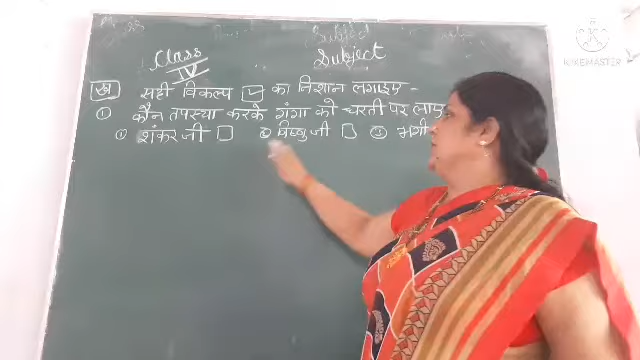 Class
IV
Subject
ख सही विकल्प ☑ का निशान लगाइए -
① कौन तपस्या करके गंगा को धरती पर लाए
① शंकर जी □ ② विष्णु जी □ ③ भगी
KINEMASTER